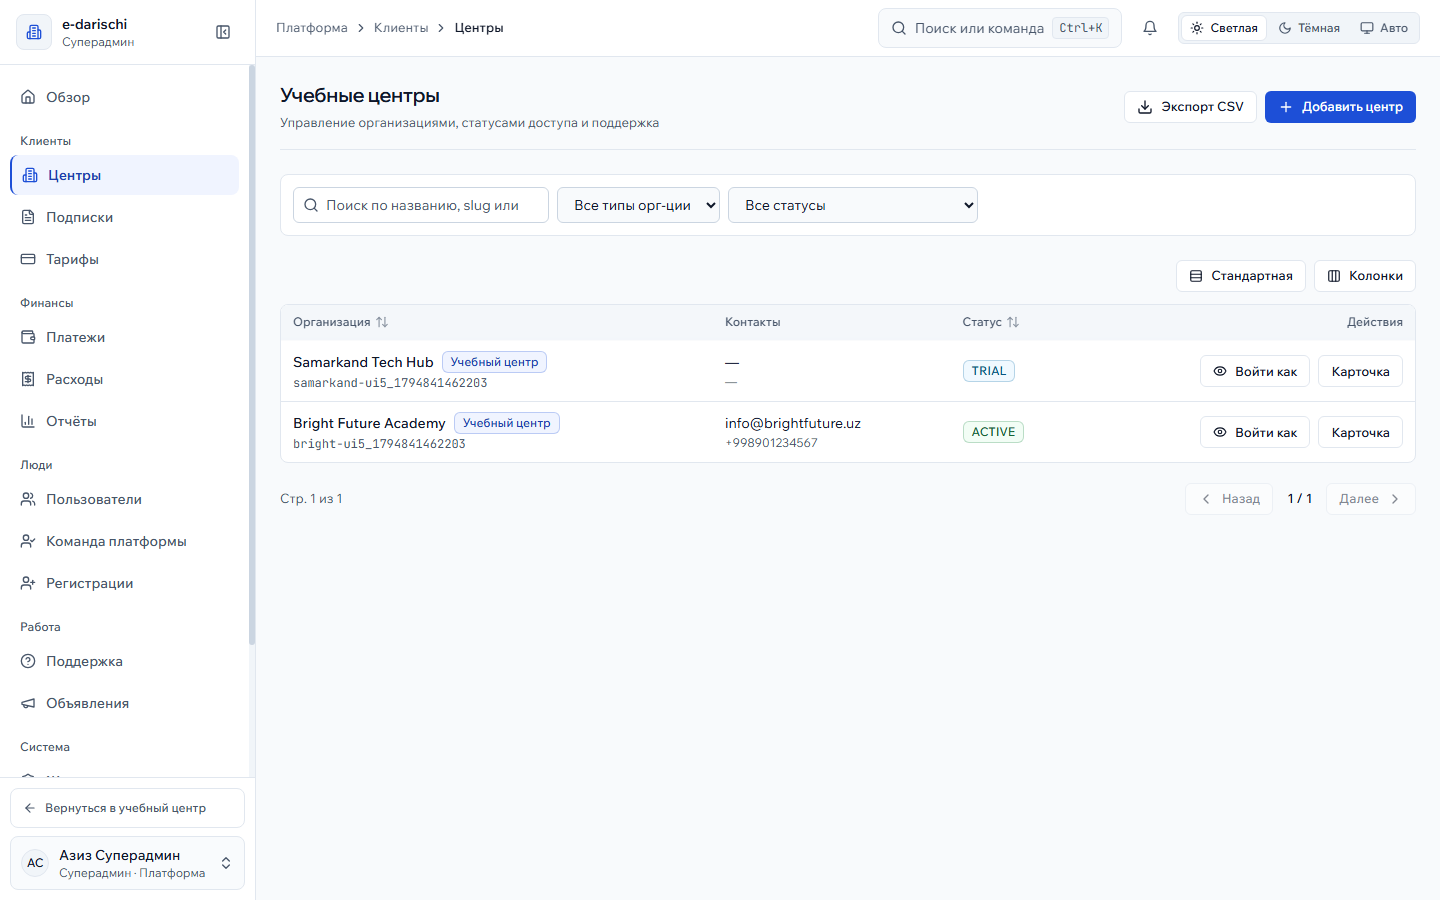 e-darischi
Суперадмин
Обзор
Клиенты
Центры
Подписки
Тарифы
Финансы
Платежи
Расходы
Отчёты
Люди
Пользователи
Команда платформы
Регистрации
Работа
Поддержка
Объявления
Система
Вернуться в учебный центр
АС
Азиз Суперадмин
Суперадмин · Платформа
Платформа > Клиенты > Центры
Поиск или команда Ctrl+K
Светлая Тёмная Авто
Учебные центры
Управление организациями, статусами доступа и поддержка
Экспорт CSV
Добавить центр
Поиск по названию, slug или
Все типы орг-ции
Все статусы
Стандартная
Колонки
Организация Контакты Статус Действия
Samarkand Tech Hub Учебный центр — TRIAL Войти как Карточка
samarkand-ui5_1794841462203 —
Bright Future Academy Учебный центр info@brightfuture.uz ACTIVE Войти как Карточка
bright-ui5_1794841462203 +998901234567
Стр. 1 из 1
Назад 1 / 1 Далее